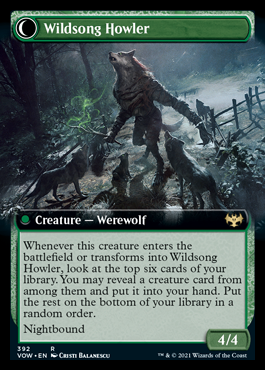 Wildsong Howler
Creature — Werewolf
Whenever this creature enters the
battlefield or transforms into Wildsong
Howler, look at the top six cards of your
library. You may reveal a creature card from
among them and put it into your hand. Put
the rest on the bottom of your library in a
random order.
Nightbound
4/4
392 R
VOW • EN CRISTI BALANESCU
™ & © 2021 Wizards of the Coast